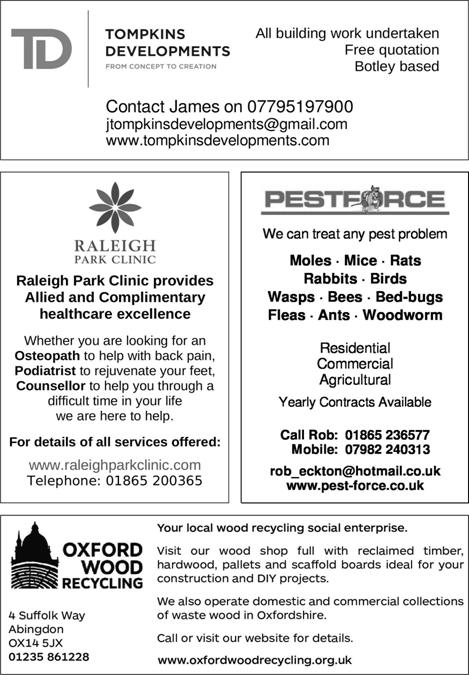 TD
TOMPKINS
DEVELOPMENTS
FROM CONCEPT TO CREATION
All building work undertaken
Free quotation
Botley based
Contact James on 07795197900
jtompkinsdevelopments@gmail.com
www.tompkinsdevelopments.com
RALEIGH
PARK CLINIC
Raleigh Park Clinic provides
Allied and Complimentary
healthcare excellence
Whether you are looking for an
Osteopath to help with back pain,
Podiatrist to rejuvenate your feet,
Counsellor to help you through a
difficult time in your life
we are here to help.
For details of all services offered:
www.raleighparkclinic.com
Telephone: 01865 200365
PESTFORCE
We can treat any pest problem
Moles · Mice · Rats
Rabbits · Birds
Wasps · Bees · Bed-bugs
Fleas · Ants · Woodworm
Residential
Commercial
Agricultural
Yearly Contracts Available
Call Rob: 01865 236577
Mobile: 07982 240313
rob_eckton@hotmail.co.uk
www.pest-force.co.uk
OXFORD
WOOD
RECYCLING
4 Suffolk Way
Abingdon
OX14 5JX
01235 861228
Your local wood recycling social enterprise.
Visit our wood shop full with reclaimed timber,
hardwood, pallets and scaffold boards ideal for your
construction and DIY projects.
We also operate domestic and commercial collections
of waste wood in Oxfordshire.
Call or visit our website for details.
www.oxfordwoodrecycling.org.uk